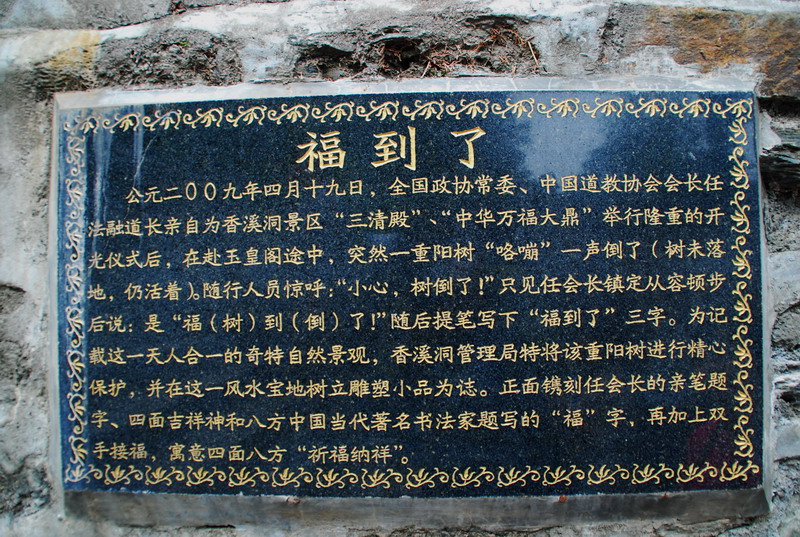 福到了
公元二00九年四月十九日，全国政协常委、中国道教协会会长任
法融道长亲自为香溪洞景区“三清殿”、“中华万福大鼎”举行隆重的开
光仪式后，在赴玉皇阁途中，突然一重阳树“咯嘣”一声倒了（树未落
地，仍活着）。随行人员惊呼：“小心，树倒了！”只见任会长镇定从容顿步
后说：是“福（树）到（倒）了！”随后提笔写下“福到了”三字。为记
载这一天人合一的奇特自然景观，香溪洞管理局特将该重阳树进行精心
保护，并在这一风水宝地树立雕塑小品为誌。正面镌刻任会长的亲笔题
字、四面吉祥神和八方中国当代著名书法家题写的“福”字，再加上双
手接福，寓意四面八方“祈福纳祥”。